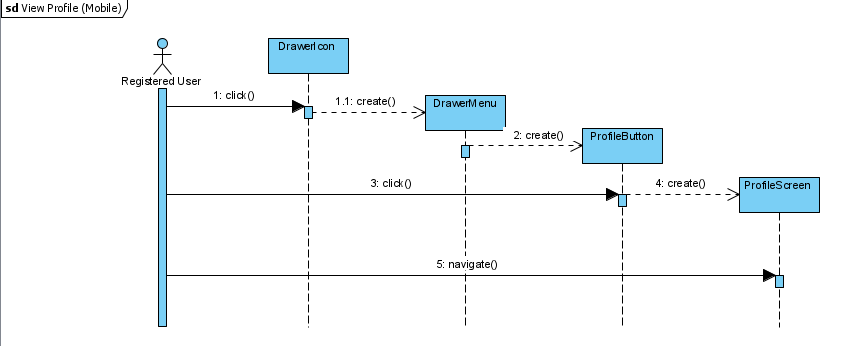 sd View Profile (Mobile)
DrawerIcon
Registered User
1: click()
1.1: create()
DrawerMenu
2: create()
ProfileButton
3: click()
4: create()
ProfileScreen
5: navigate()